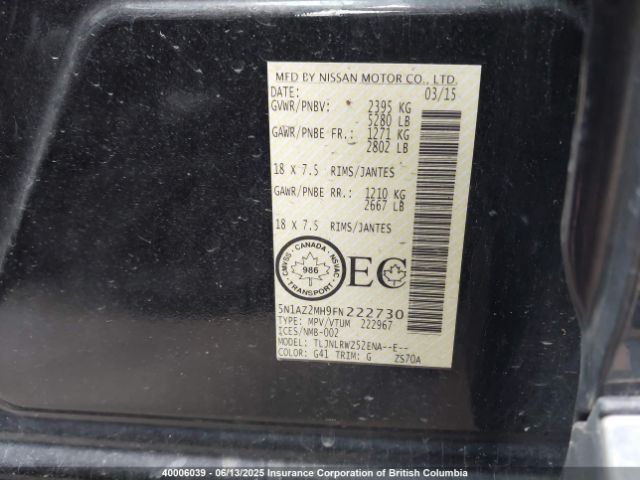 MFD BY NISSAN MOTOR CO., LTD.
DATE: 03/15
GVWR/PNBV: 2395 KG
5280 LB
GAWR/PNBE FR.: 1271 KG
2802 LB
18 X 7.5 RIMS/JANTES
GAWR/PNBE RR.: 1210 KG
2667 LB
18 X 7.5 RIMS/JANTES
CANADA
CMVSS NSVAC
986
TRANSPORT
EC
5N1AZ2MH9FN222730
TYPE: MPV/VTUM 222967
ICES/NMB-002
MODEL: TLJNLRWZ52ENA--E--
COLOR: G41 TRIM: G ZS70A
40006039 - 06/13/2025 Insurance Corporation of British Columbia